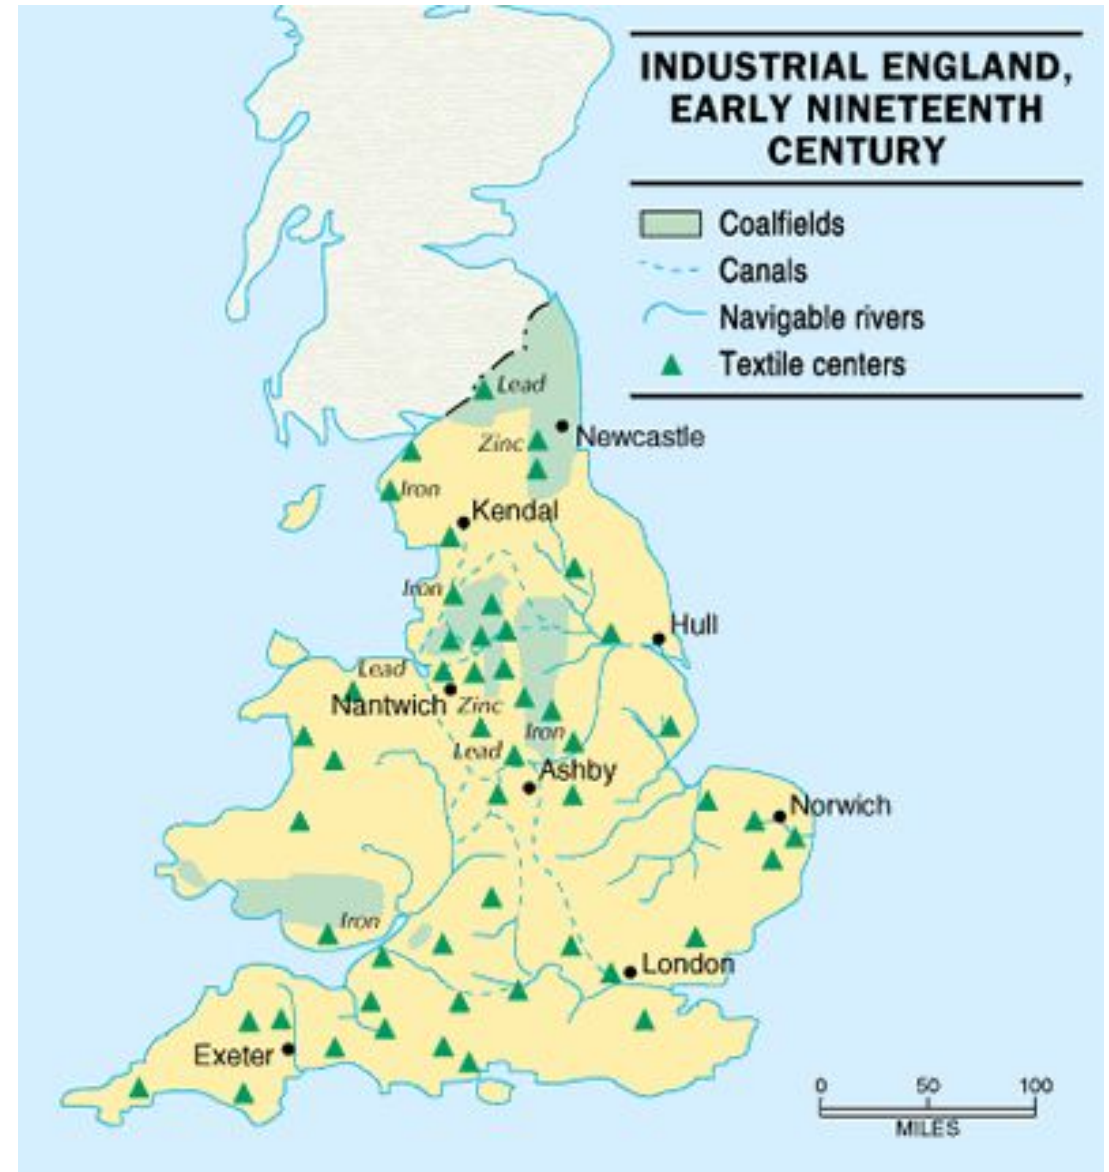 INDUSTRIAL ENGLAND,
EARLY NINETEENTH
CENTURY
Coalfields
Canals
Navigable rivers
Textile centers
Lead
Zinc
Newcastle
Iron
Kendal
Iron
Hull
Lead
Nantwich
Zinc
Iron
Lead
Ashby
Norwich
Iron
London
Exeter
0 50 100
MILES